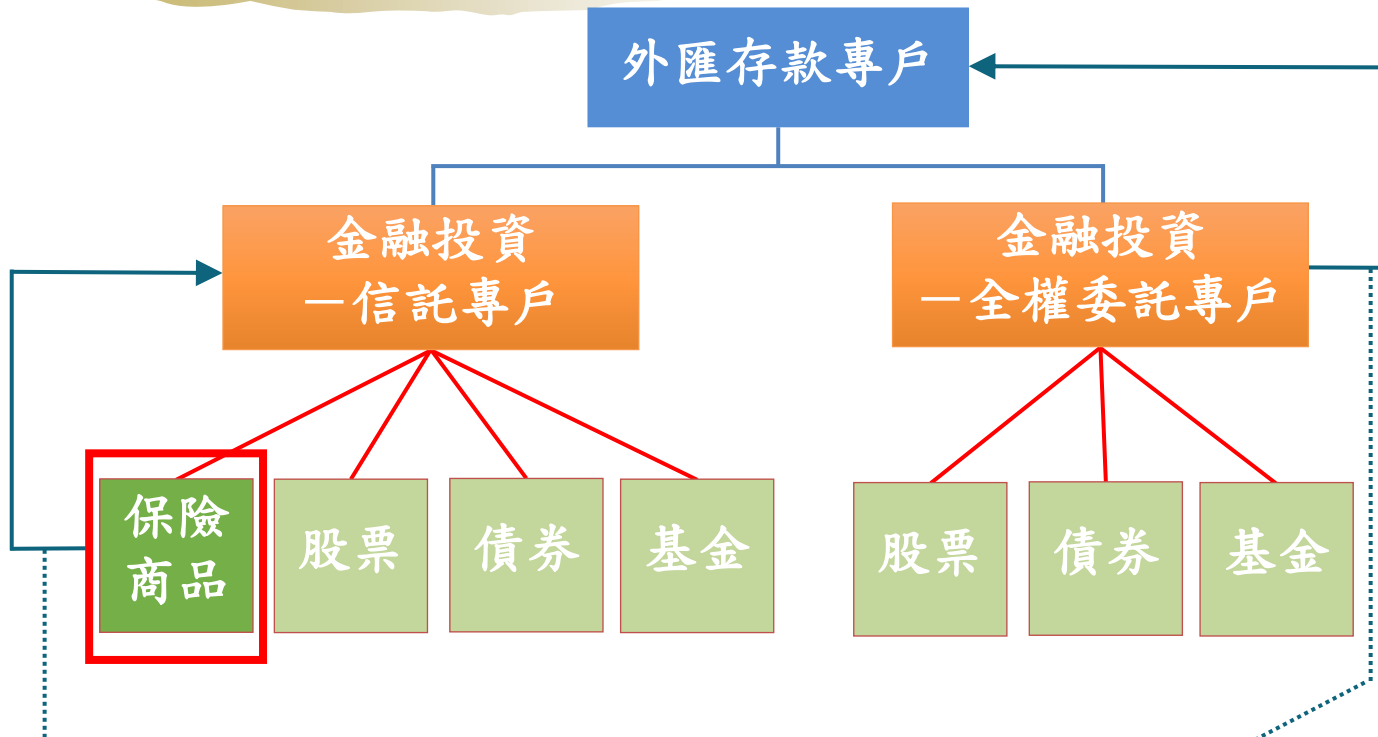 外匯存款專戶
金融投資
－信託專戶
金融投資
－全權委託專戶
保險
商品
股票
債券
基金
股票
債券
基金